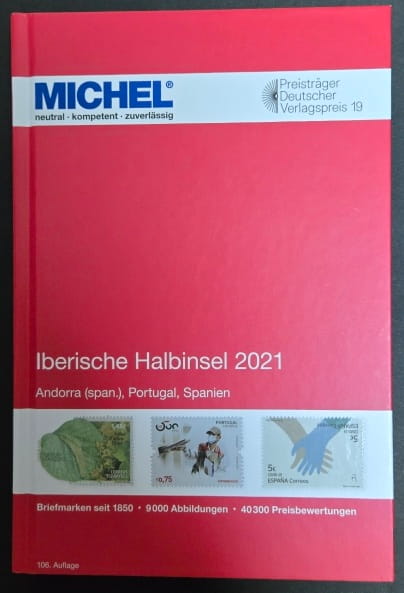 MICHEL®
neutral · kompetent · zuverlässig
Preisträger
Deutscher
Verlagspreis 19
Iberische Halbinsel 2021
Andorra (span.), Portugal, Spanien
PORTUGAL
€0,75
5€
ESPAÑA Correos
Briefmarken seit 1850 • 9000 Abbildungen • 40300 Preisbewertungen
106. Auflage